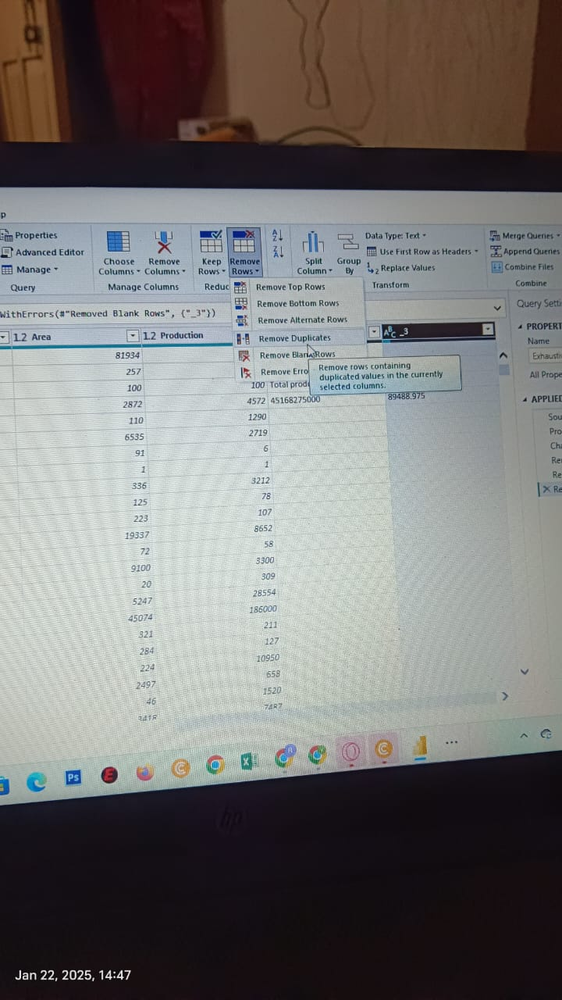 p
Properties
Advanced Editor
Manage
Query
Choose
Columns
Remove
Columns
Manage Columns
Keep
Rows
Remove
Rows
Reduc
A
Z
Z
A
Split
Column
Group
By
Data Type: Text
Use First Row as Headers
1
2 Replace Values
Transform
Merge Queries
Append Queries
Combine Files
Combine
Remove Top Rows
Remove Bottom Rows
Remove Alternate Rows
Remove Duplicates
Remove Blank Rows
Remove Erro
Remove rows containing
duplicated values in the currently
selected columns.
WithErrors(#"Removed Blank Rows", {"_3"})
1.2 Area
1.2 Production
ABC _3
81934
257
100
100 Total prod
2872
4572 45168275000
89488.975
110
1290
6535
2719
91
6
1
1
336
3212
125
78
223
107
19337
8652
72
58
9100
3300
20
309
5247
28554
45074
186000
321
211
284
127
224
10950
2497
658
46
1520
3418
7487
Query Setti
PROPERT
Name
Exhausti
All Prope
APPLIED
Sou
Pro
Cha
Re
Re
Re
Ps
E
C
X
R
C
hp
Jan 22, 2025, 14:47